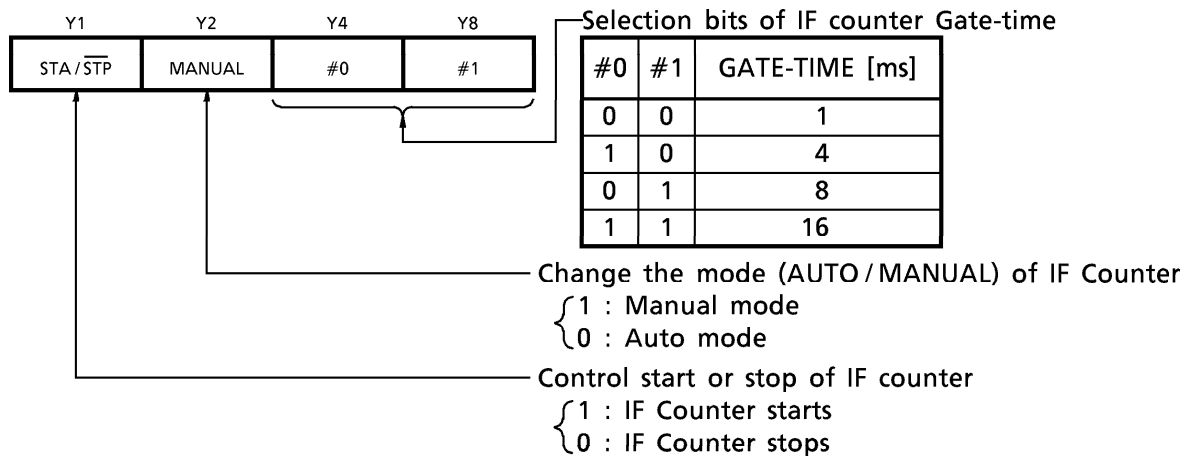 Y1 Y2 Y4 Y8
STA/S̅T̅P̅ MANUAL #0 #1
Selection bits of IF counter Gate-time
#0 #1 GATE-TIME [ms]
0 0 1
1 0 4
0 1 8
1 1 16
Change the mode (AUTO/MANUAL) of IF Counter
1 : Manual mode
0 : Auto mode
Control start or stop of IF counter
1 : IF Counter starts
0 : IF Counter stops